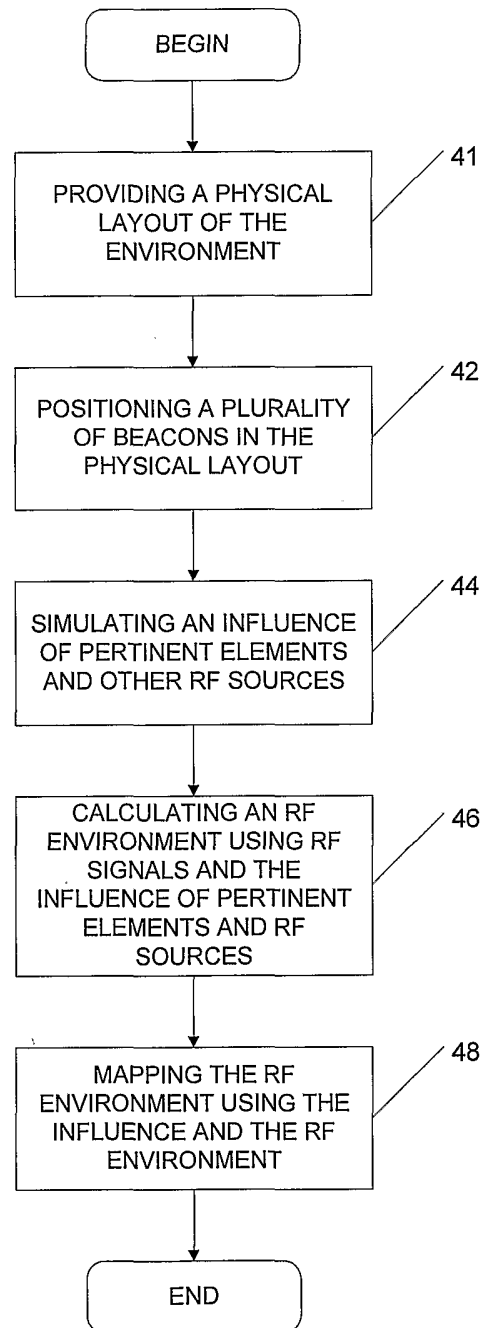 BEGIN
41
PROVIDING A PHYSICAL
LAYOUT OF THE
ENVIRONMENT
42
POSITIONING A PLURALITY
OF BEACONS IN THE
PHYSICAL LAYOUT
44
SIMULATING AN INFLUENCE
OF PERTINENT ELEMENTS
AND OTHER RF SOURCES
46
CALCULATING AN RF
ENVIRONMENT USING RF
SIGNALS AND THE
INFLUENCE OF PERTINENT
ELEMENTS AND RF
SOURCES
48
MAPPING THE RF
ENVIRONMENT USING THE
INFLUENCE AND THE RF
ENVIRONMENT
END